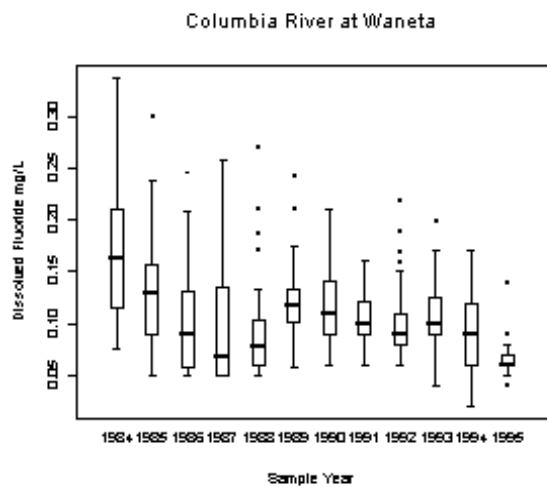 Columbia River at Waneta
Dissolved Fluoride mg/L
0.30
0.25
0.20
0.15
0.10
0.05
1984 1985 1986 1987 1988 1989 1990 1991 1992 1993 1994 1995
Sample Year